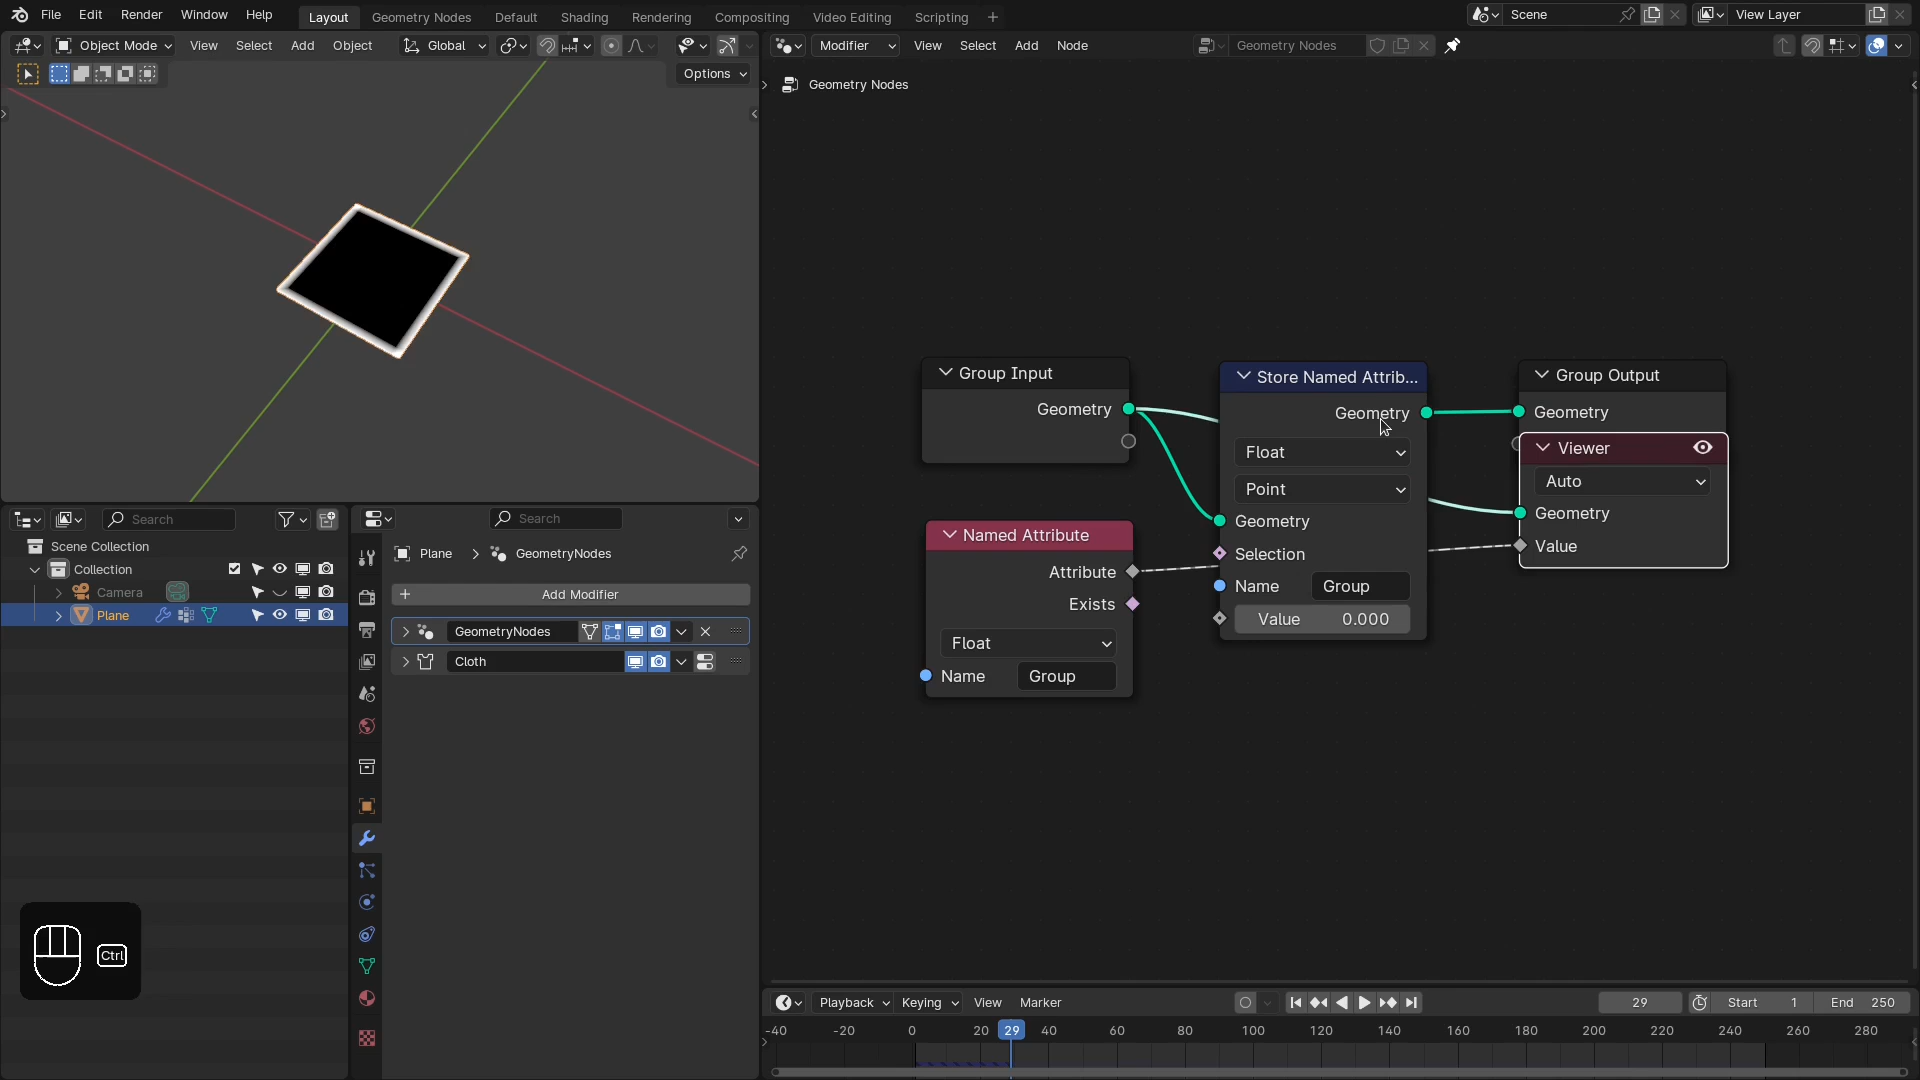 File Edit Render Window Help Layout Geometry Nodes Default Shading Rendering Compositing Video Editing Scripting + Scene View Layer
Object Mode View Select Add Object Global
Options
Modifier View Select Add Node Geometry Nodes
Geometry Nodes
Group Input
Geometry
Store Named Attrib...
Geometry
Float
Point
Geometry
Selection
Name Group
Value 0.000
Group Output
Geometry
Viewer
Auto
Geometry
Value
Named Attribute
Attribute
Exists
Float
Name Group
Search
Scene Collection
Collection
Camera
Plane
Search
Plane > GeometryNodes
+ Add Modifier
GeometryNodes
Cloth
Ctrl
Playback Keying View Marker 29 Start 1 End 250
-40 -20 0 20 29 40 60 80 100 120 140 160 180 200 220 240 260 280